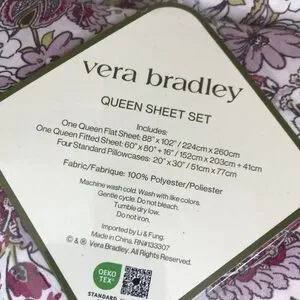 vera bradley
QUEEN SHEET SET
Includes:
One Queen Flat Sheet: 88" x 102" / 224cm x 260cm
One Queen Fitted Sheet: 60" x 80" + 16" / 152cm x 203cm + 41cm
Four Standard Pillowcases: 20" x 30" / 51cm x 77cm
Fabric/Fabrique: 100% Polyester/Poliester
Machine wash cold. Wash with like colors.
Gentle cycle. Do not bleach.
Tumble dry low.
Do not iron.
Imported by Li & Fung.
Made in China. RN#133307
© & ® Vera Bradley. All Rights Reserved.
OEKO
TEX®
STANDARD